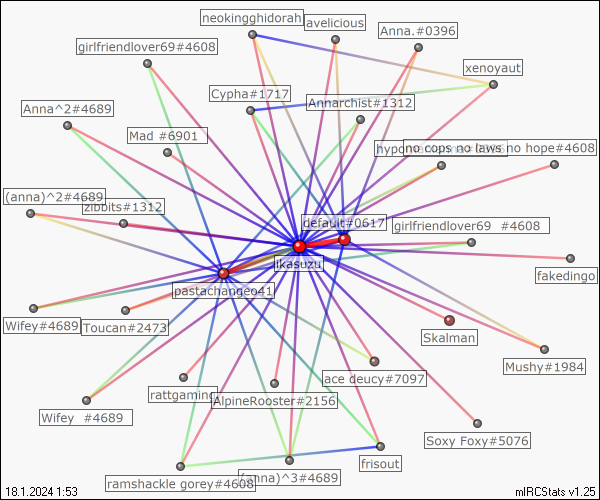 neokingghidorah
avelicious
Anna.#0396
girlfriendlover69#4608
xenoyaut
Cypha#1717
Annarchist#1312
Anna^2#4689
Mad #6901
no cops no laws no hope#4608
(anna)^2#4689
zibbits#1312
default#0617
girlfriendlover69 #4608
likasuzu
fakedingo
pastachangeo41
Wifey#4689
Toucan#2473
Skalman
Mushy#1984
ace deucy#7097
rattgaming
AlpineRooster#2156
Wifey #4689
Soxy Foxy#5076
frisout
(anna)^3#4689
ramshackle gorey#4608
18.1.2024 1:53
mIRCStats v1.25